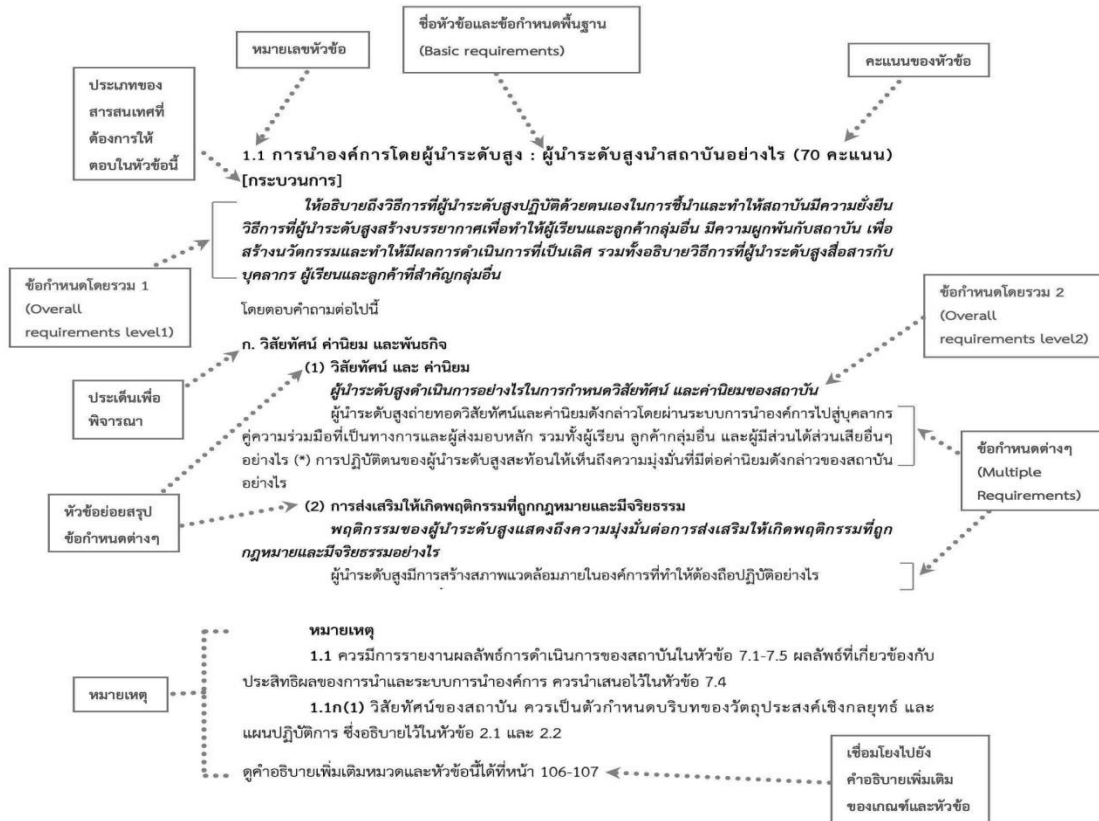 ชื่อหัวข้อและข้อกำหนดพื้นฐาน
(Basic requirements)
หมายเลขหัวข้อ
คะแนนของหัวข้อ
ประเภทของ
สารสนเทศที่
ต้องการให้
ตอบในหัวข้อนี้
1.1 การนำองค์การโดยผู้นำระดับสูง : ผู้นำระดับสูงนำสถาบันอย่างไร (70 คะแนน)
[กระบวนการ]
ให้อธิบายถึงวิธีการที่ผู้นำระดับสูงปฏิบัติด้วยตนเองในการชี้นำและทำให้สถาบันมีความยั่งยืน
วิธีการที่ผู้นำระดับสูงสร้างบรรยากาศเพื่อทำให้ผู้เรียนและลูกค้ากลุ่มอื่น มีความผูกพันกับสถาบัน เพื่อ
สร้างนวัตกรรมและทำให้มีผลการดำเนินการที่เป็นเลิศ รวมทั้งอธิบายวิธีการที่ผู้นำระดับสูงสื่อสารกับ
บุคลากร ผู้เรียนและลูกค้าที่สำคัญกลุ่มอื่น
ข้อกำหนดโดยรวม 1
(Overall
requirements level1)
โดยตอบคำถามต่อไปนี้
ข้อกำหนดโดยรวม 2
(Overall
requirements level2)
ก. วิสัยทัศน์ ค่านิยม และพันธกิจ
(1) วิสัยทัศน์ และ ค่านิยม
ผู้นำระดับสูงดำเนินการอย่างไรในการกำหนดวิสัยทัศน์ และค่านิยมของสถาบัน
ประเด็นเพื่อ
พิจารณา
ผู้นำระดับสูงถ่ายทอดวิสัยทัศน์และค่านิยมดังกล่าวโดยผ่านระบบการนำองค์การไปสู่บุคลากร
คู่ความร่วมมือที่เป็นทางการและผู้ส่งมอบหลัก รวมทั้งผู้เรียน ลูกค้ากลุ่มอื่น และผู้มีส่วนได้ส่วนเสียอื่นๆ
อย่างไร (*) การปฏิบัติตนของผู้นำระดับสูงสะท้อนให้เห็นถึงความมุ่งมั่นที่มีต่อค่านิยมดังกล่าวของสถาบัน
อย่างไร
ข้อกำหนดต่างๆ
(Multiple
Requirements)
หัวข้อย่อยสรุป
ข้อกำหนดต่างๆ
(2) การส่งเสริมให้เกิดพฤติกรรมที่ถูกกฎหมายและมีจริยธรรม
พฤติกรรมของผู้นำระดับสูงแสดงถึงความมุ่งมั่นต่อการส่งเสริมให้เกิดพฤติกรรมที่ถูก
กฎหมายและมีจริยธรรมอย่างไร
ผู้นำระดับสูงมีการสร้างสภาพแวดล้อมภายในองค์การที่ทำให้ต้องถือปฏิบัติอย่างไร
หมายเหตุ
1.1 ควรมีการรายงานผลลัพธ์การดำเนินการของสถาบันในหัวข้อ 7.1-7.5 ผลลัพธ์ที่เกี่ยวข้องกับ
ประสิทธิผลของการนำและระบบการนำองค์การ ควรนำเสนอไว้ในหัวข้อ 7.4
หมายเหตุ
1.1ก(1) วิสัยทัศน์ของสถาบัน ควรเป็นตัวกำหนดบริบทของวัตถุประสงค์เชิงกลยุทธ์ และ
แผนปฏิบัติการ ซึ่งอธิบายไว้ในหัวข้อ 2.1 และ 2.2
ดูคำอธิบายเพิ่มเติมหมวดและหัวข้อนี้ได้ที่หน้า 106-107
เชื่อมโยงไปยัง
คำอธิบายเพิ่มเติม
ของเกณฑ์และหัวข้อ